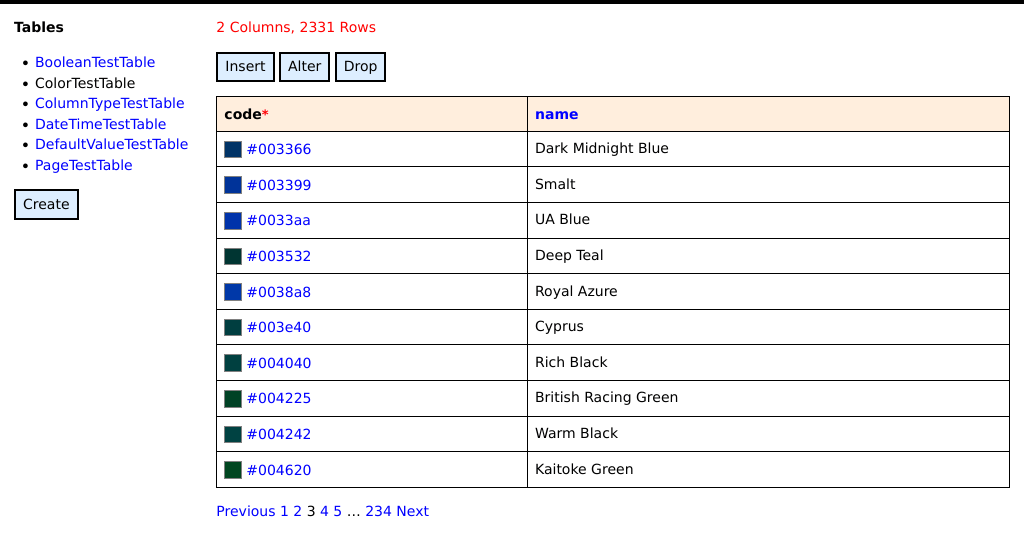 Tables
BooleanTestTable
ColorTestTable
ColumnTypeTestTable
DateTimeTestTable
DefaultValueTestTable
PageTestTable
Create
2 Columns, 2331 Rows
Insert Alter Drop
code* name
#003366 Dark Midnight Blue
#003399 Smalt
#0033aa UA Blue
#003532 Deep Teal
#0038a8 Royal Azure
#003e40 Cyprus
#004040 Rich Black
#004225 British Racing Green
#004242 Warm Black
#004620 Kaitoke Green
Previous 1 2 3 4 5 ... 234 Next